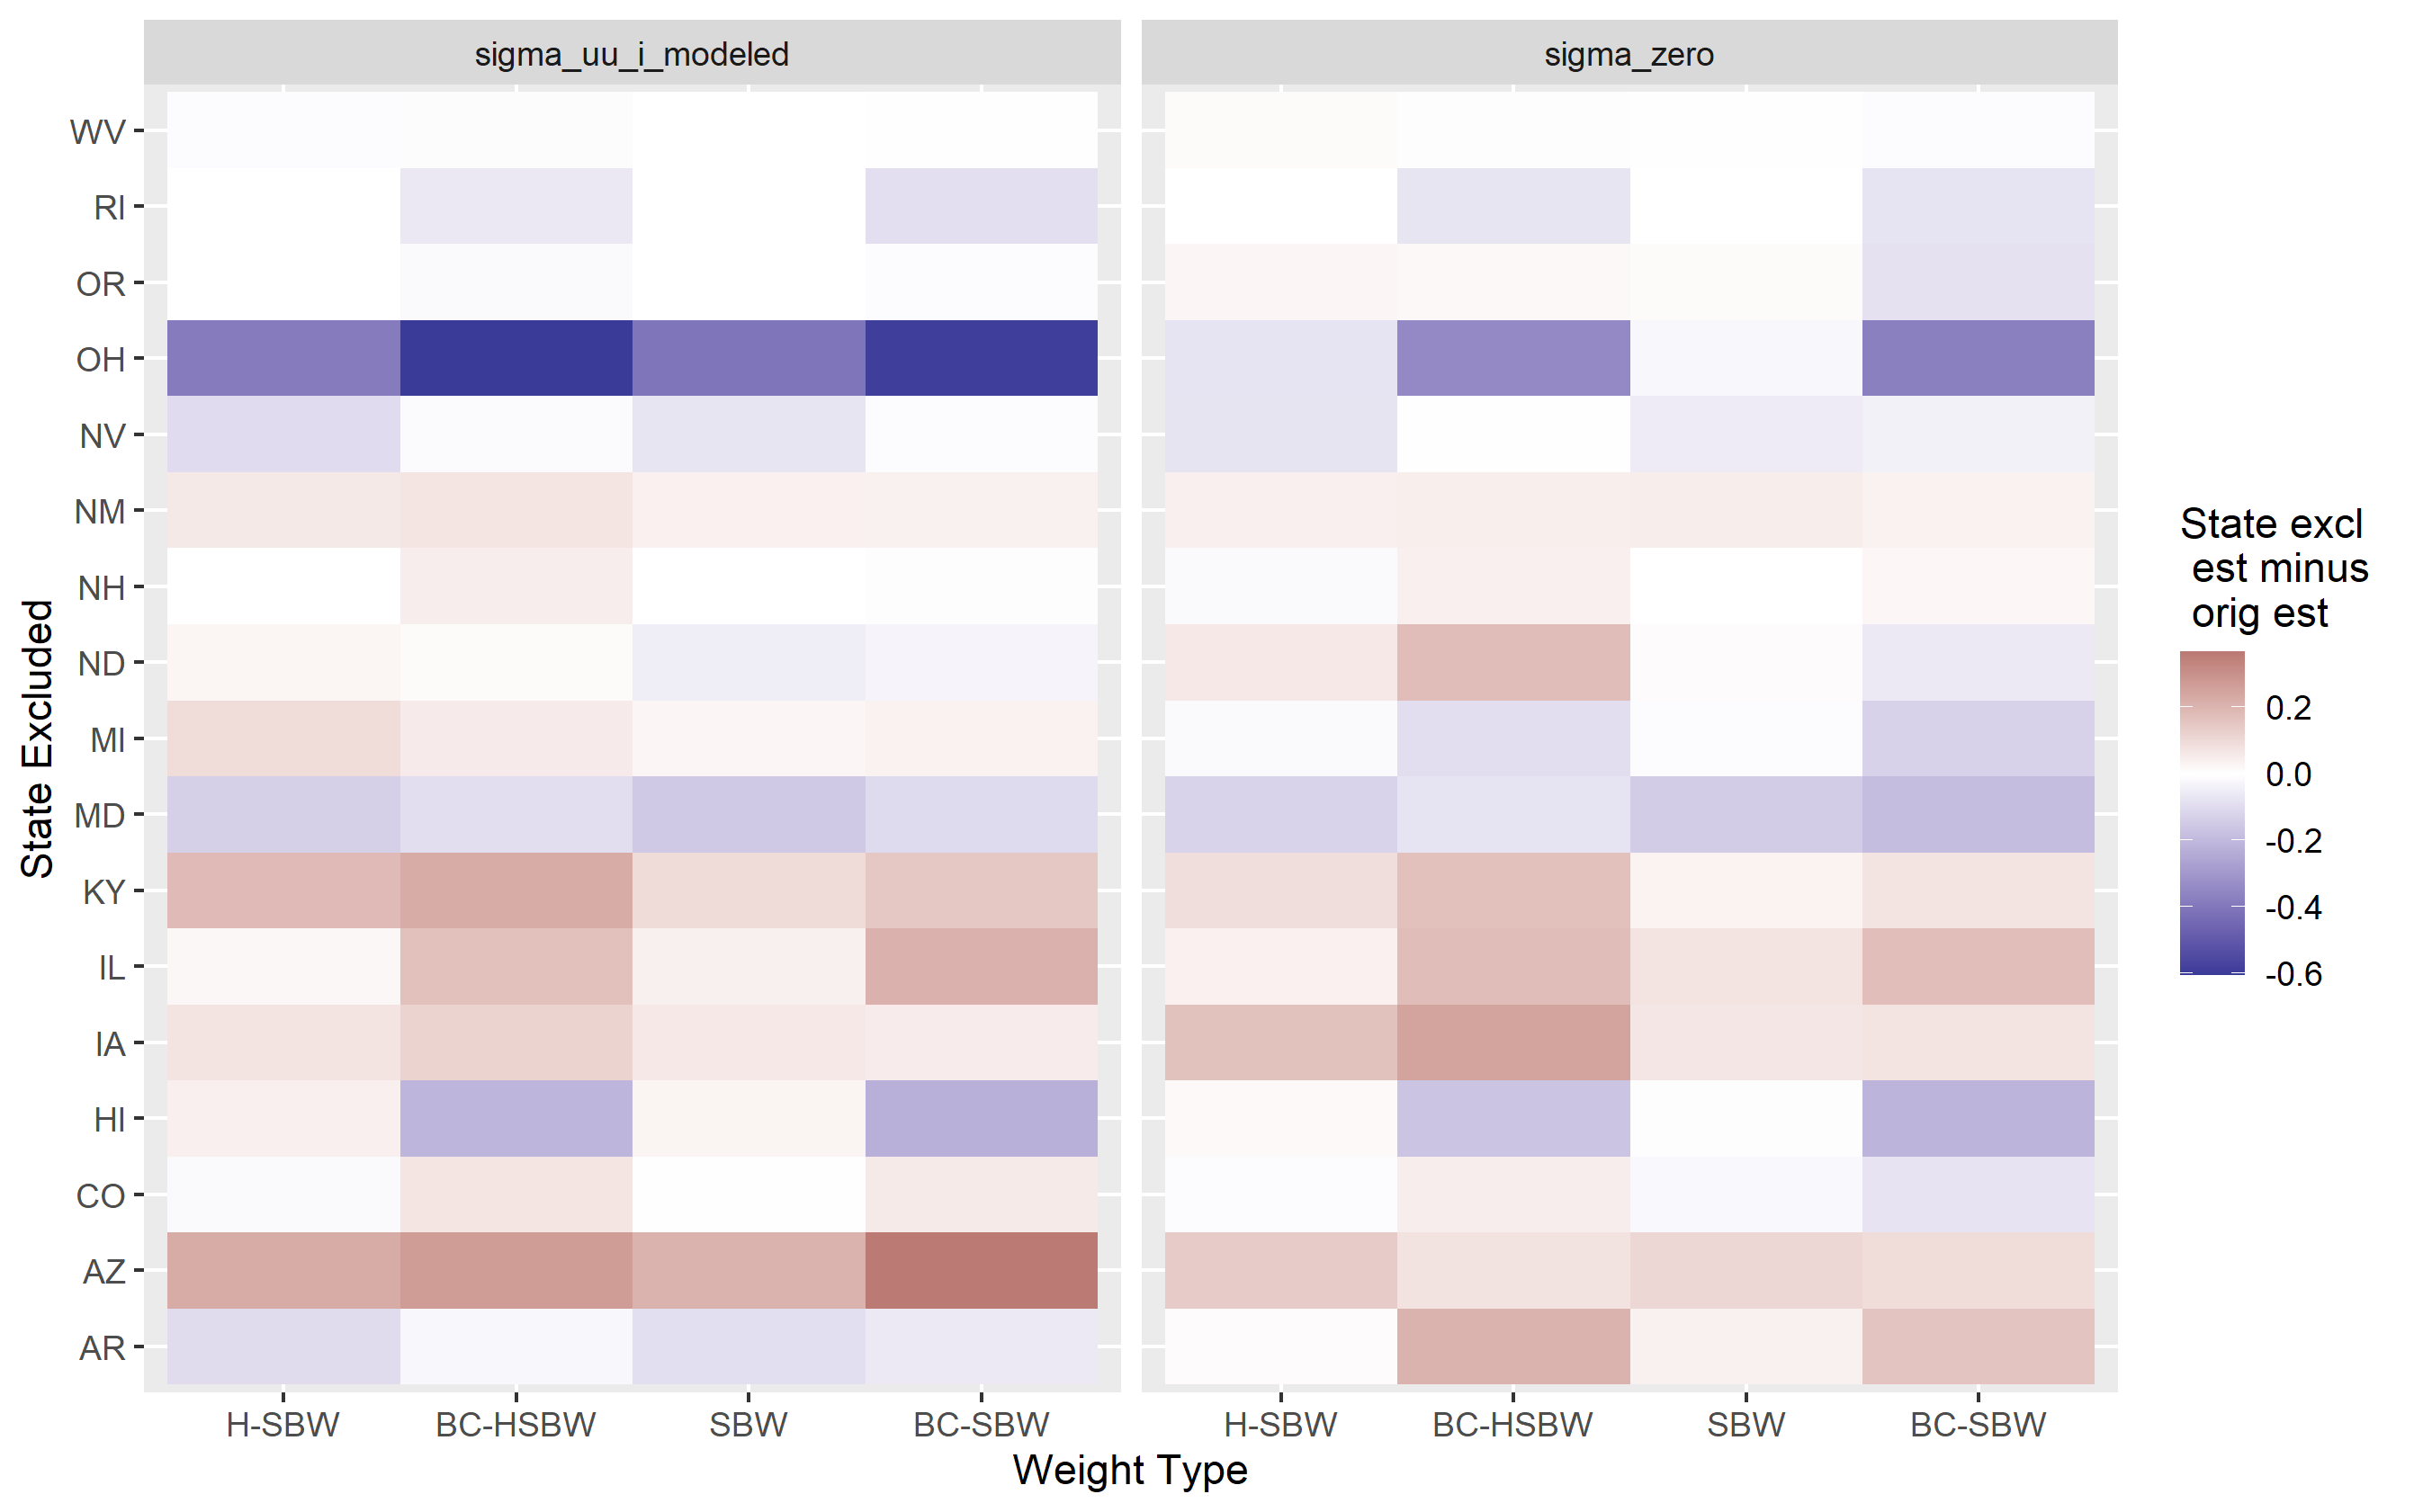 sigma_uu_i_modeled
sigma_zero
WV
RI
OR
OH
NV
NM
NH
ND
MI
MD
KY
IL
IA
HI
CO
AZ
AR
State Excluded
H-SBW
BC-HSBW
SBW
BC-SBW
H-SBW
BC-HSBW
SBW
BC-SBW
Weight Type
State excl
est minus
orig est
0.2
0.0
-0.2
-0.4
-0.6